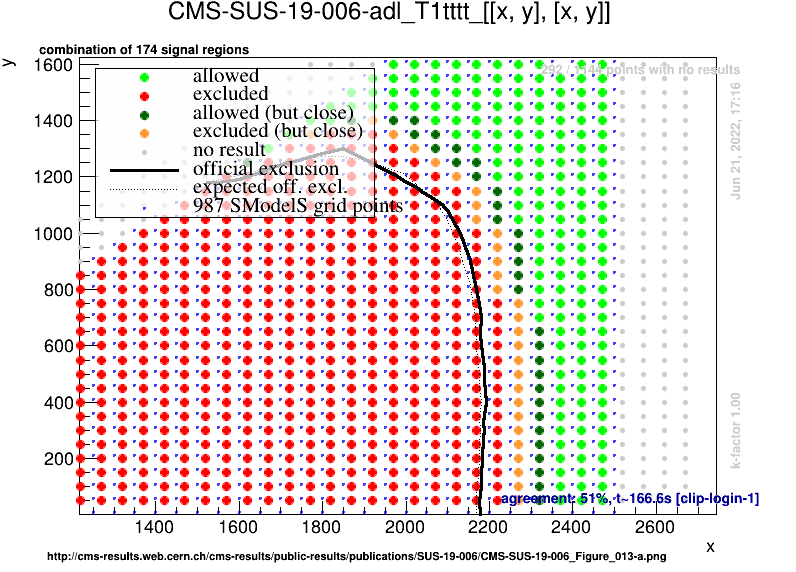 CMS-SUS-19-006-adl_T1tttt_[[x, y], [x, y]]
y
combination of 174 signal regions
292 / 1144 points with no results
allowed
excluded
allowed (but close)
excluded (but close)
no result
official exclusion
expected off. excl.
987 SModelS grid points
1600
1400
1200
1000
800
600
400
200
1400 1600 1800 2000 2200 2400 2600
x
Jun 21, 2022, 17:16
k-factor 1.00
agreement: 51%, t~166.6s [clip-login-1]
http://cms-results.web.cern.ch/cms-results/public-results/publications/SUS-19-006/CMS-SUS-19-006_Figure_013-a.png